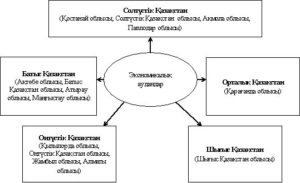 Солтүстік Қазақстан
(Қостанай облысы, Солтүстік Қазақстан облысы, Ақмола облысы,
Павлодар облысы)
Батыс Қазақстан
(Ақтөбе облысы, Батыс
Қазақстан облысы, Атырау
облысы, Маңғыстау облысы)
Экономикалық
аудандар
Орталық Қазақстан
(Қарағанды облысы)
Оңтүстік Қазақстан
(Қызылорда облысы,
Оңтүстік Қазақстан облысы,
Жамбыл облысы, Алматы
облысы)
Шығыс Қазақстан
(Шығыс Қазақстан облысы)